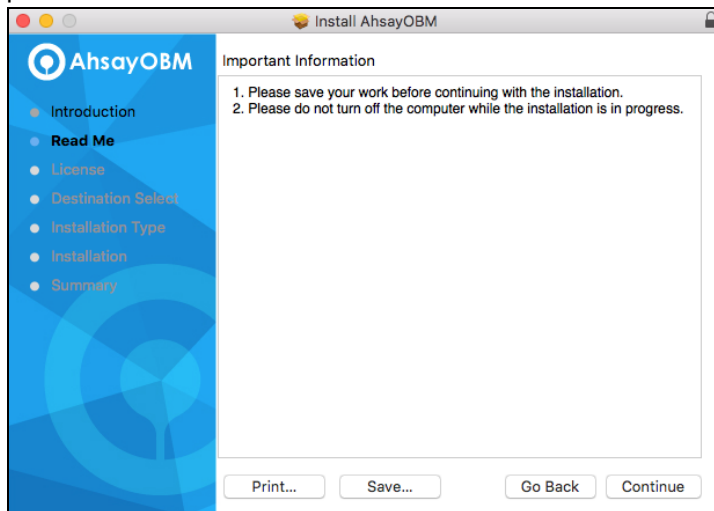 Install AhsayOBM
AhsayOBM
Important Information
Introduction
Read Me
License
Destination Select
Installation Type
Installation
Summary
1. Please save your work before continuing with the installation.
2. Please do not turn off the computer while the installation is in progress.
Print...
Save...
Go Back
Continue